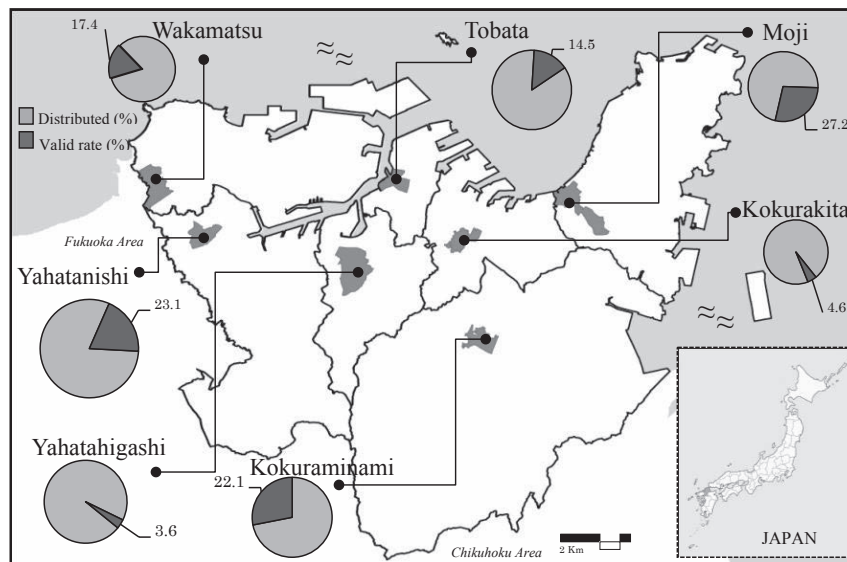 17.4
Wakamatsu
Tobata
Moji
14.5
27.2
Distributed (%)
Valid rate (%)
Kokurakita
4.6
Fukuoka Area
Yahatanishi
23.1
Yahatahigashi
3.6
Kokuraminami
22.1
2 Km
Chikuhoku Area
JAPAN